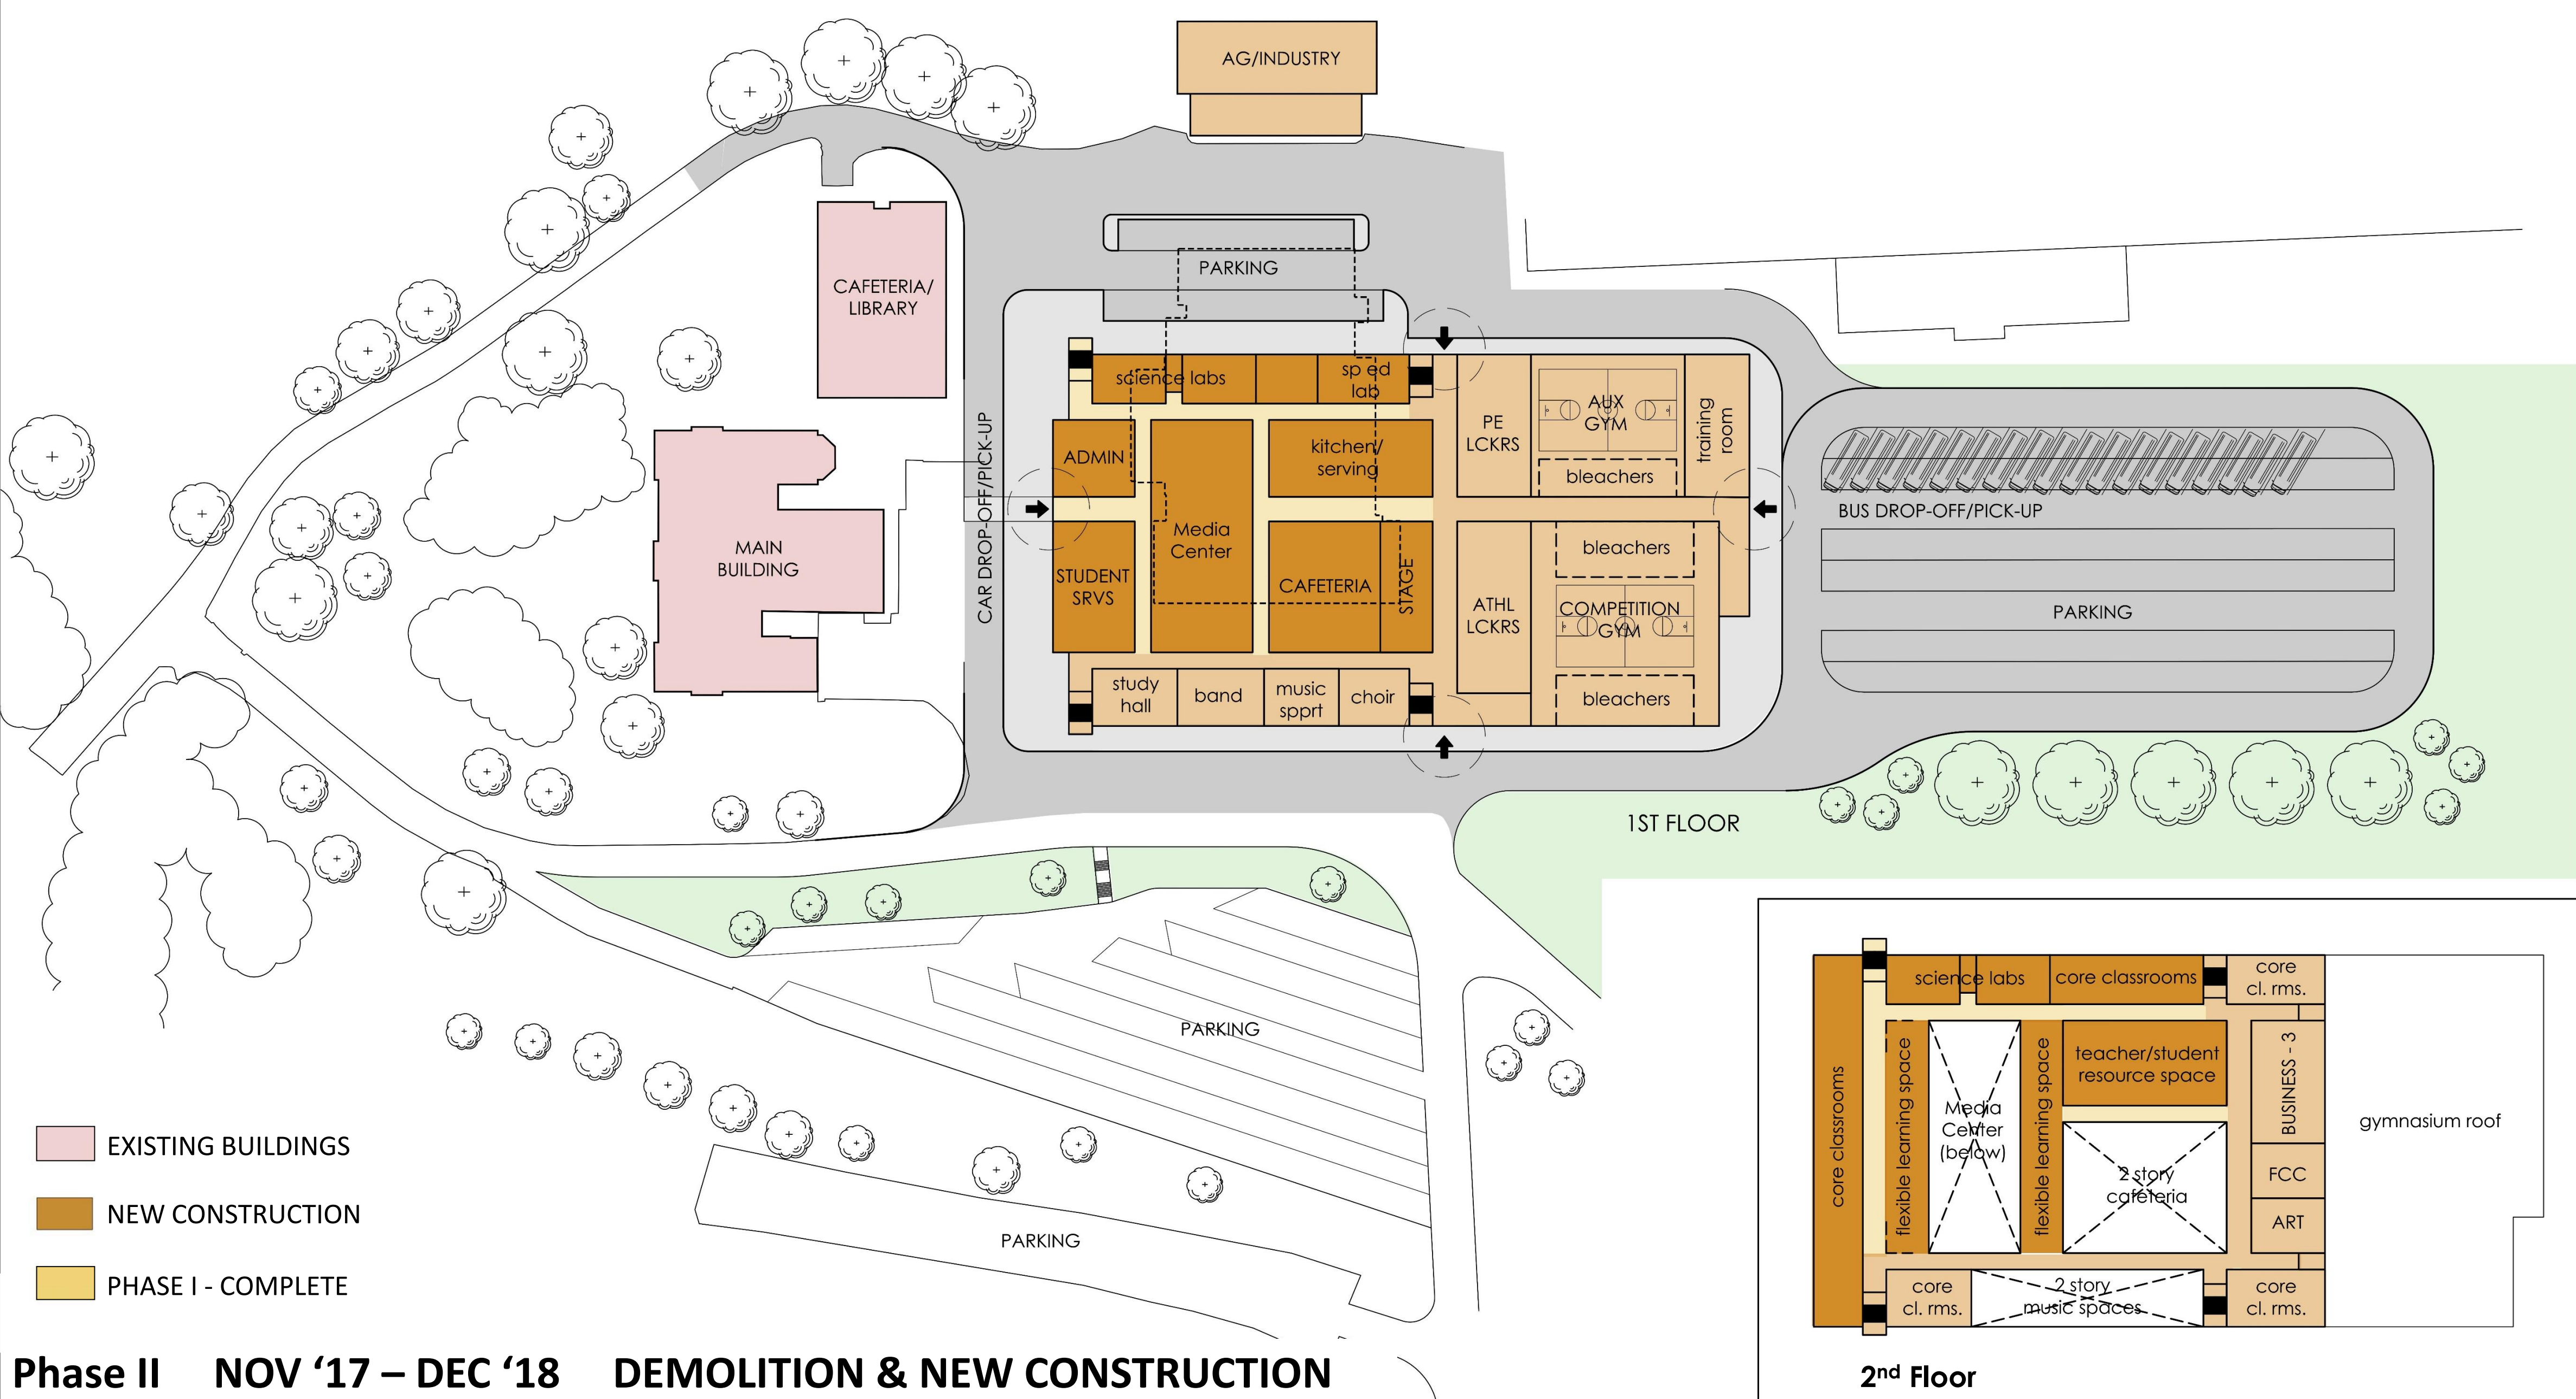 AG/INDUSTRY
CAFETERIA/
LIBRARY
PARKING
science labs
sp ed
lab
CAR DROP-OFF/PICK-UP
ADMIN
kitchen/
serving
PE
LCKRS
AUX
GYM
bleachers
training
room
MAIN
BUILDING
Media
Center
STUDENT
SRVS
CAFETERIA
STAGE
ATHL
LCKRS
bleachers
COMPETITION
GYM
bleachers
study
hall
band
music
spprt
choir
BUS DROP-OFF/PICK-UP
PARKING
1ST FLOOR
PARKING
PARKING
science labs
core classrooms
core
cl. rms.
core classrooms
flexible learning space
Media
Center
(below)
flexible learning space
teacher/student
resource space
BUSINESS - 3
gymnasium roof
2 story
cafeteria
FCC
ART
core
cl. rms.
2 story
music spaces
core
cl. rms.
2nd Floor
EXISTING BUILDINGS
NEW CONSTRUCTION
PHASE I - COMPLETE
Phase II NOV ‘17 – DEC ‘18 DEMOLITION & NEW CONSTRUCTION